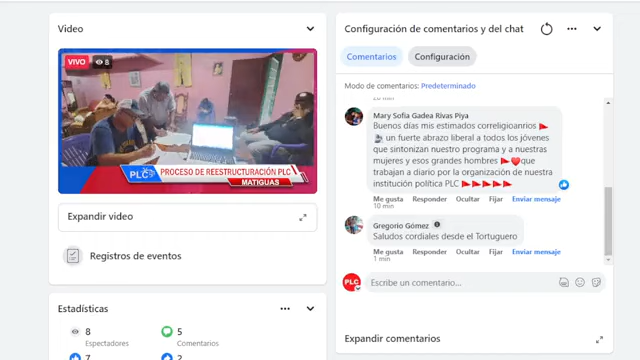 Video
VIVO 8
PLC PROCESO DE REESTRUCTURACIÓN PLC
MATIGUAS
Expandir video
Registros de eventos
Estadísticas
8
Espectadores
5
Comentarios
7
2
Configuración de comentarios y del chat
Comentarios Configuración
Modo de comentarios: Predeterminado
20 min
Mary Sofia Gadea Rivas Piya
Buenos días mis estimados correligioanrios
un fuerte abrazo liberal a todos los jóvenes
que sintonizan nuestro programa y a nuestras
mujeres y esos grandes hombres que
trabajan a diario por la organización de nuestra
institución política PLC
Me gusta Responder Ocultar Fijar Enviar mensaje
10 min
Gregorio Gómez
Saludos cordiales desde el Tortuguero
Me gusta Responder Ocultar Fijar Enviar mensaje
1 min
PLC Escribe un comentario...
Expandir comentarios